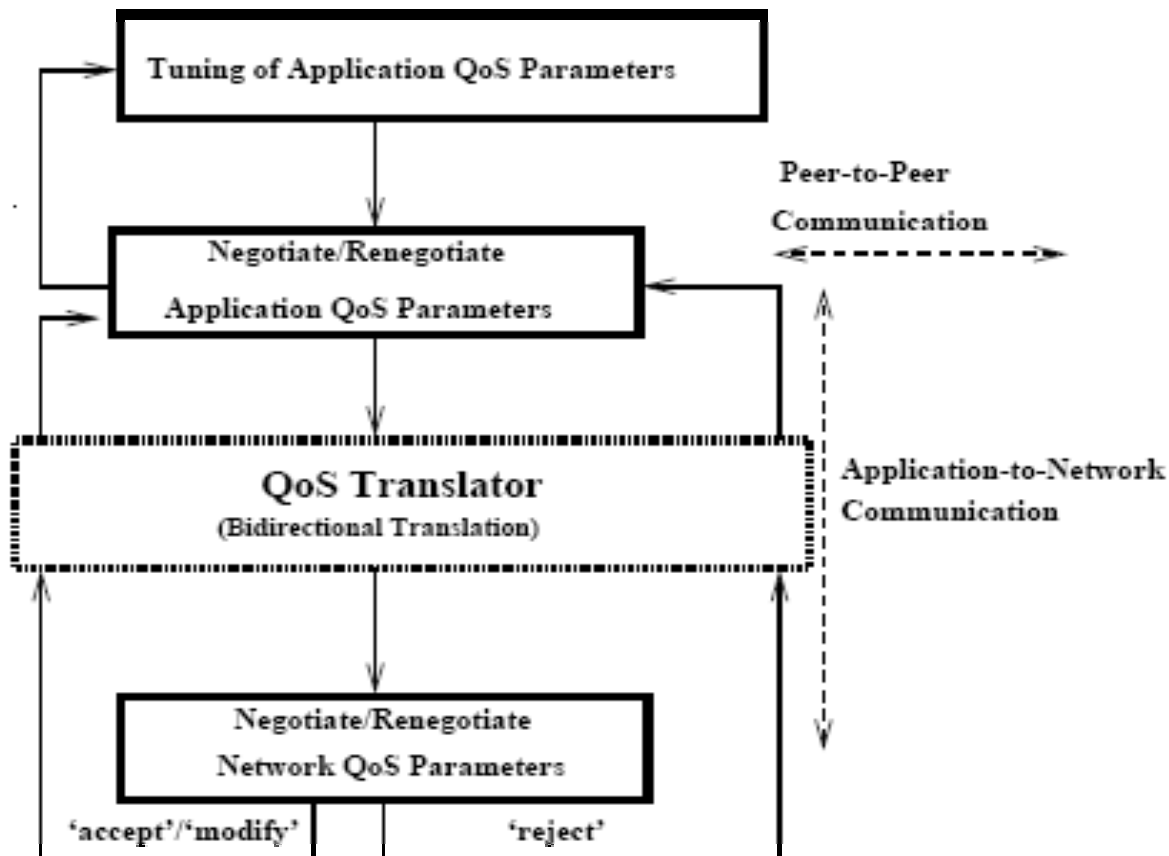 Tuning of Application QoS Parameters
Peer-to-Peer
Communication
Negotiate/Renegotiate
Application QoS Parameters
QoS Translator
(Bidirectional Translation)
Application-to-Network
Communication
Negotiate/Renegotiate
Network QoS Parameters
‘accept’/‘modify’ ‘reject’